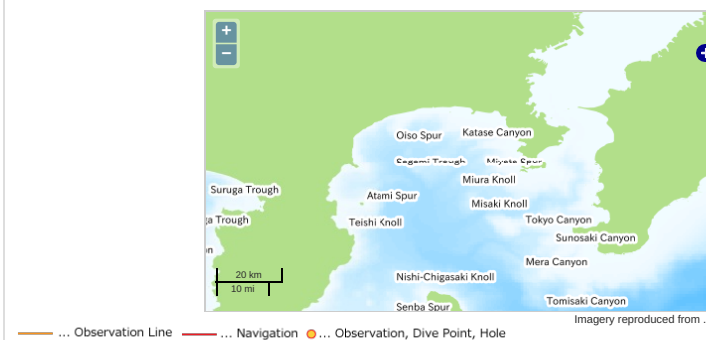 +
−
Oiso Spur
Katase Canyon
Sagami Trough
Miyata Spur
Miura Knoll
Suruga Trough
Atami Spur
Misaki Knoll
ga Trough
Teishi Knoll
Tokyo Canyon
Sunosaki Canyon
on
Mera Canyon
20 km
10 mi
Nishi-Chigasaki Knoll
Senba Spur
Tomisaki Canyon
Imagery reproduced from .
... Observation Line ... Navigation ... Observation, Dive Point, Hole